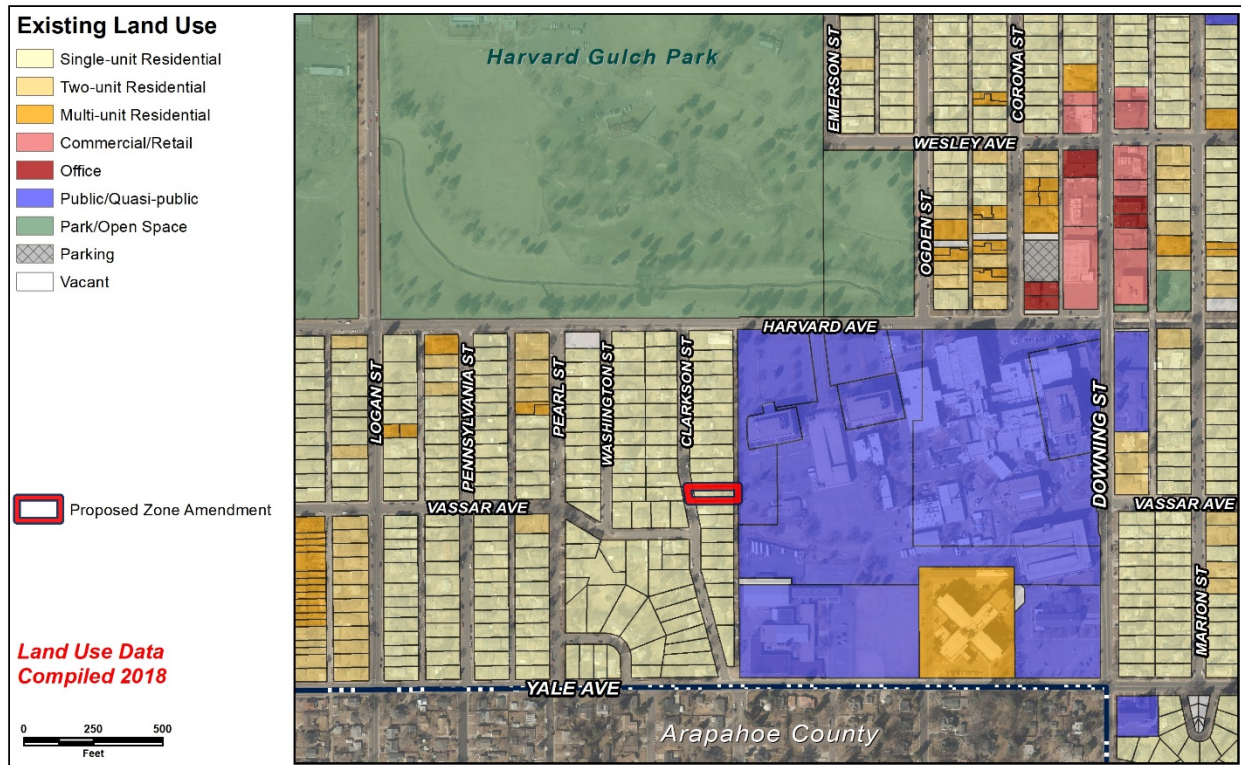 Existing Land Use
Single-unit Residential
Two-unit Residential
Multi-unit Residential
Commercial/Retail
Office
Public/Quasi-public
Park/Open Space
Parking
Vacant
Proposed Zone Amendment
Land Use Data
Compiled 2018
0 250 500
Feet
Harvard Gulch Park
EMERSON ST
CORONA ST
WESLEY AVE
OGDEN ST
HARVARD AVE
LOGAN ST
PENNSYLVANIA ST
PEARL ST
WASHINGTON ST
CLARKSON ST
DOWNING ST
VASSAR AVE
VASSAR AVE
MARION ST
YALE AVE
Arapahoe County